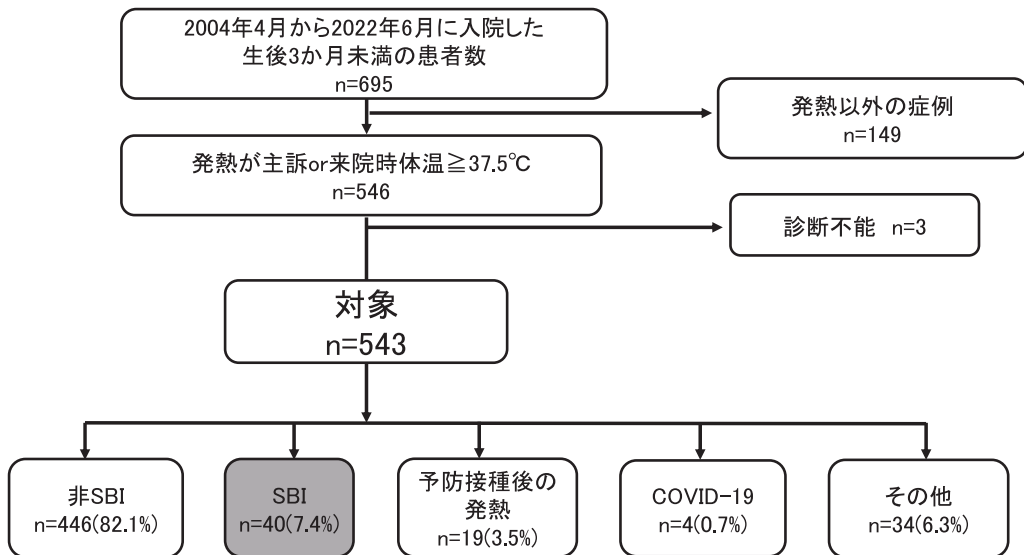 2004年4月から2022年6月に入院した
生後3か月未満の患者数
n=695
発熱以外の症例
n=149
発熱が主訴or来院時体温≧37.5℃
n=546
診断不能 n=3
対象
n=543
非SBI
n=446(82.1%)
SBI
n=40(7.4%)
予防接種後の
発熱
n=19(3.5%)
COVID-19
n=4(0.7%)
その他
n=34(6.3%)